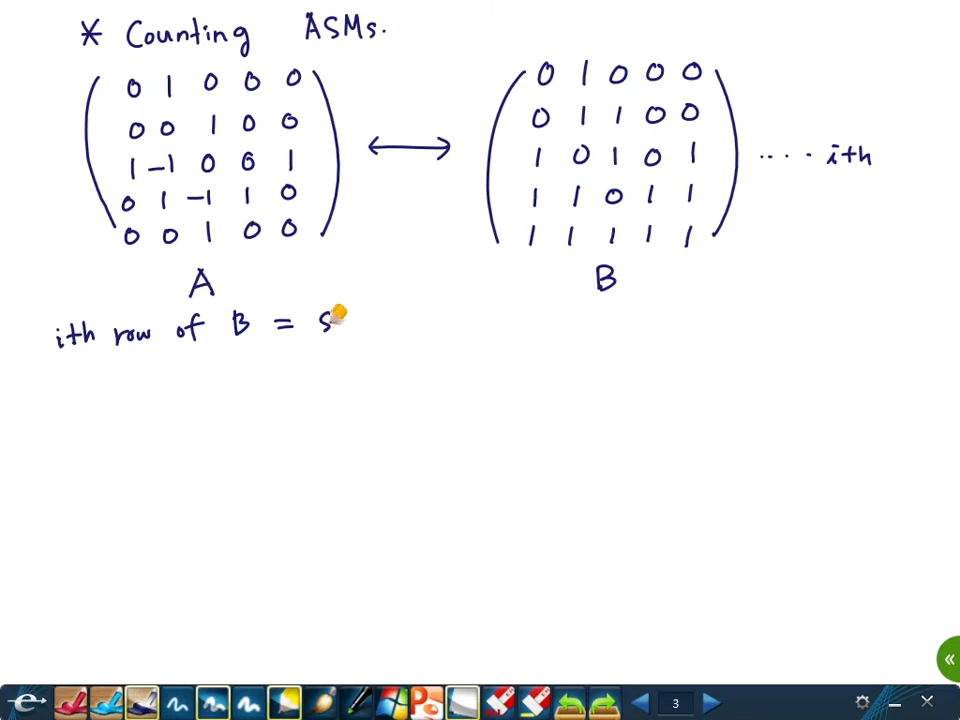 * Counting ASMs.
0 1 0 0 0
0 0 1 0 0
1 -1 0 0 1
0 1 -1 1 0
0 0 1 0 0
A
0 1 0 0 0
0 1 1 0 0
1 0 1 0 1 .... ith
1 1 0 1 1
1 1 1 1 1
B
ith row of B = s
3